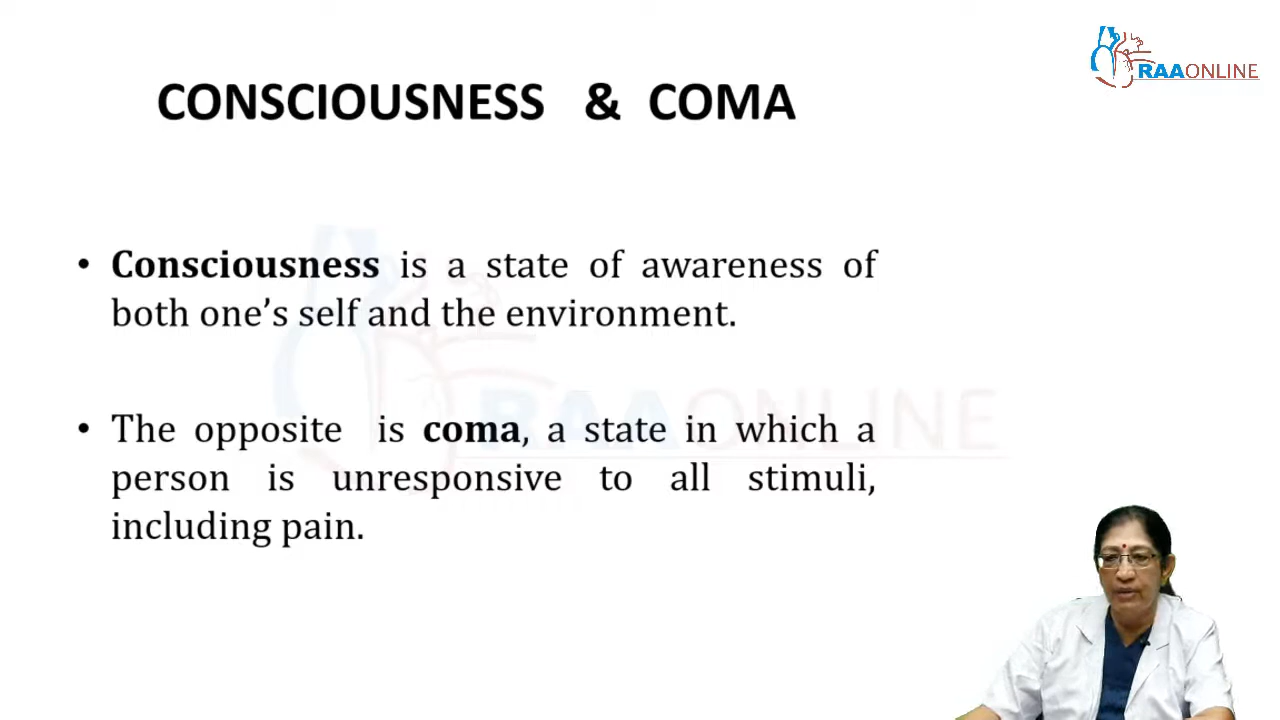 RAAONLINE
CONSCIOUSNESS & COMA
• Consciousness is a state of awareness of
both one’s self and the environment.
• The opposite is coma, a state in which a
person is unresponsive to all stimuli,
including pain.
RAAONLINE